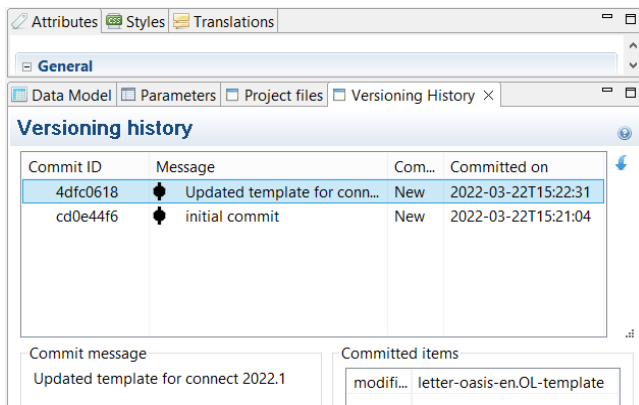 Attributes Styles Translations
General
Data Model Parameters Project files Versioning History
Versioning history
Commit ID Message Com... Committed on
4dfc0618 Updated template for conn... New 2022-03-22T15:22:31
cd0e44f6 initial commit New 2022-03-22T15:21:04
Commit message Committed items
Updated template for connect 2022.1 modifi... letter-oasis-en.OL-template